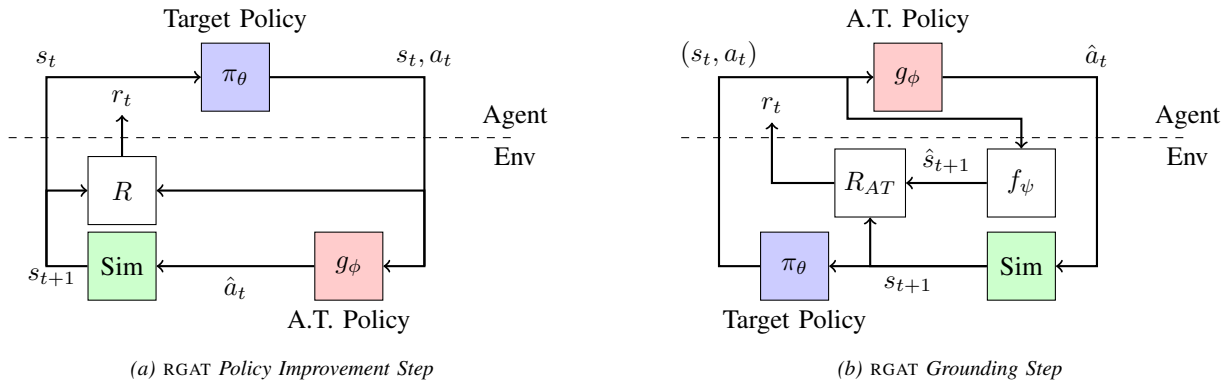 Target Policy
s_t
π_θ
s_t, a_t
r_t
Agent
Env
R
s_{t+1}
Sim
â_t
g_ϕ
A.T. Policy
(a) RGAT Policy Improvement Step
A.T. Policy
(s_t, a_t)
g_ϕ
â_t
r_t
Agent
Env
R_{AT}
ŝ_{t+1}
f_ψ
π_θ
s_{t+1}
Sim
Target Policy
(b) RGAT Grounding Step